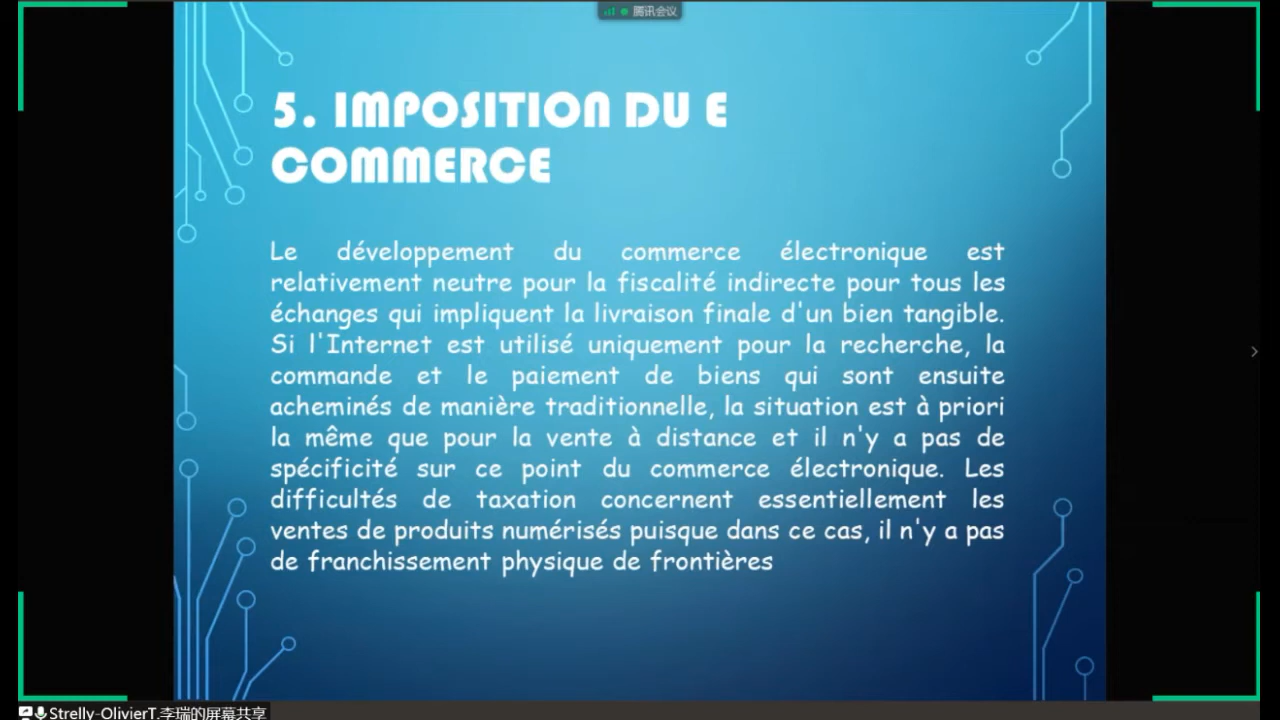 腾讯会议
5. IMPOSITION DU E
COMMERCE
Le développement du commerce électronique est
relativement neutre pour la fiscalité indirecte pour tous les
échanges qui impliquent la livraison finale d'un bien tangible.
Si l'Internet est utilisé uniquement pour la recherche, la
commande et le paiement de biens qui sont ensuite
acheminés de manière traditionnelle, la situation est à priori
la même que pour la vente à distance et il n'y a pas de
spécificité sur ce point du commerce électronique. Les
difficultés de taxation concernent essentiellement les
ventes de produits numérisés puisque dans ce cas, il n'y a pas
de franchissement physique de frontières
Strelly-OlivierT.李瑞的屏幕共享